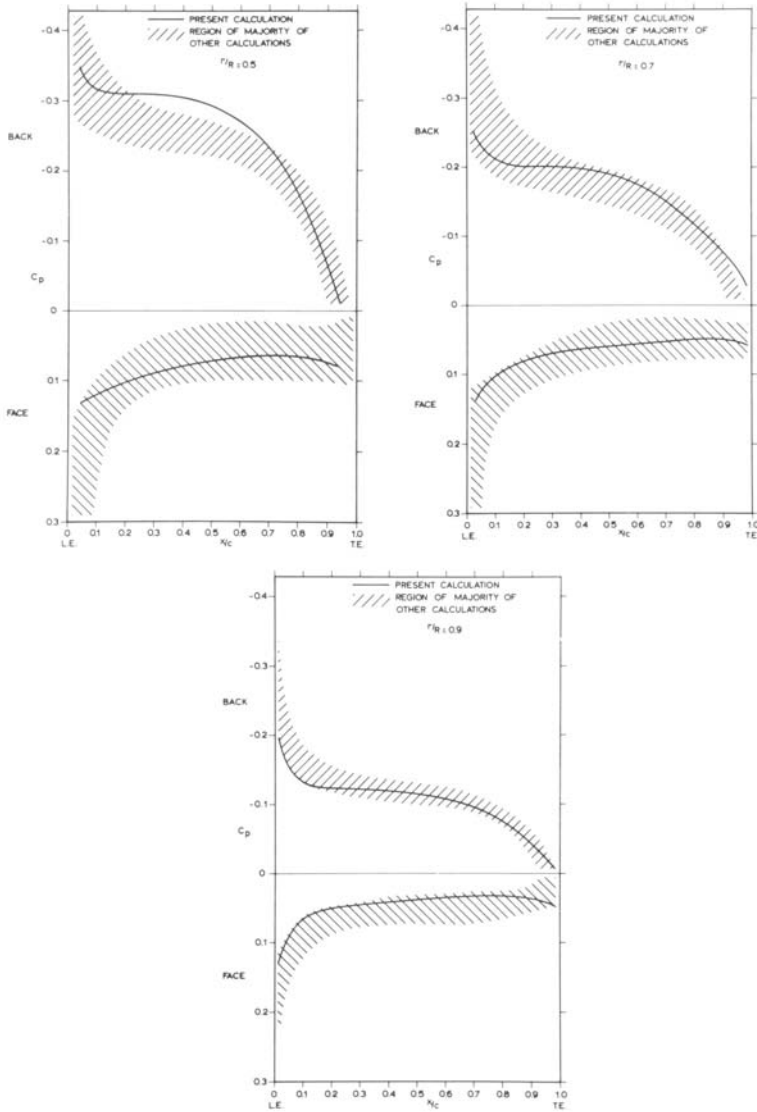 PRESENT CALCULATION
REGION OF MAJORITY OF
OTHER CALCULATIONS
r/R = 0.5
-0.4
-0.3
BACK
-0.2
-0.1
Cp
0
0.1
FACE
0.2
0.3
0 0.1 0.2 0.3 0.4 0.5 0.6 0.7 0.8 0.9 1.0
L.E. x/c T.E.
PRESENT CALCULATION
REGION OF MAJORITY OF
OTHER CALCULATIONS
r/R = 0.7
-0.4
-0.3
BACK
-0.2
-0.1
Cp
0
0.1
FACE
0.2
0.3
0 0.1 0.2 0.3 0.4 0.5 0.6 0.7 0.8 0.9 1.0
L.E. x/c T.E.
PRESENT CALCULATION
REGION OF MAJORITY OF
OTHER CALCULATIONS
r/R = 0.9
-0.4
-0.3
BACK
-0.2
-0.1
Cp
0
0.1
FACE
0.2
0.3
0 0.1 0.2 0.3 0.4 0.5 0.6 0.7 0.8 0.9 1.0
L.E. x/c T.E.